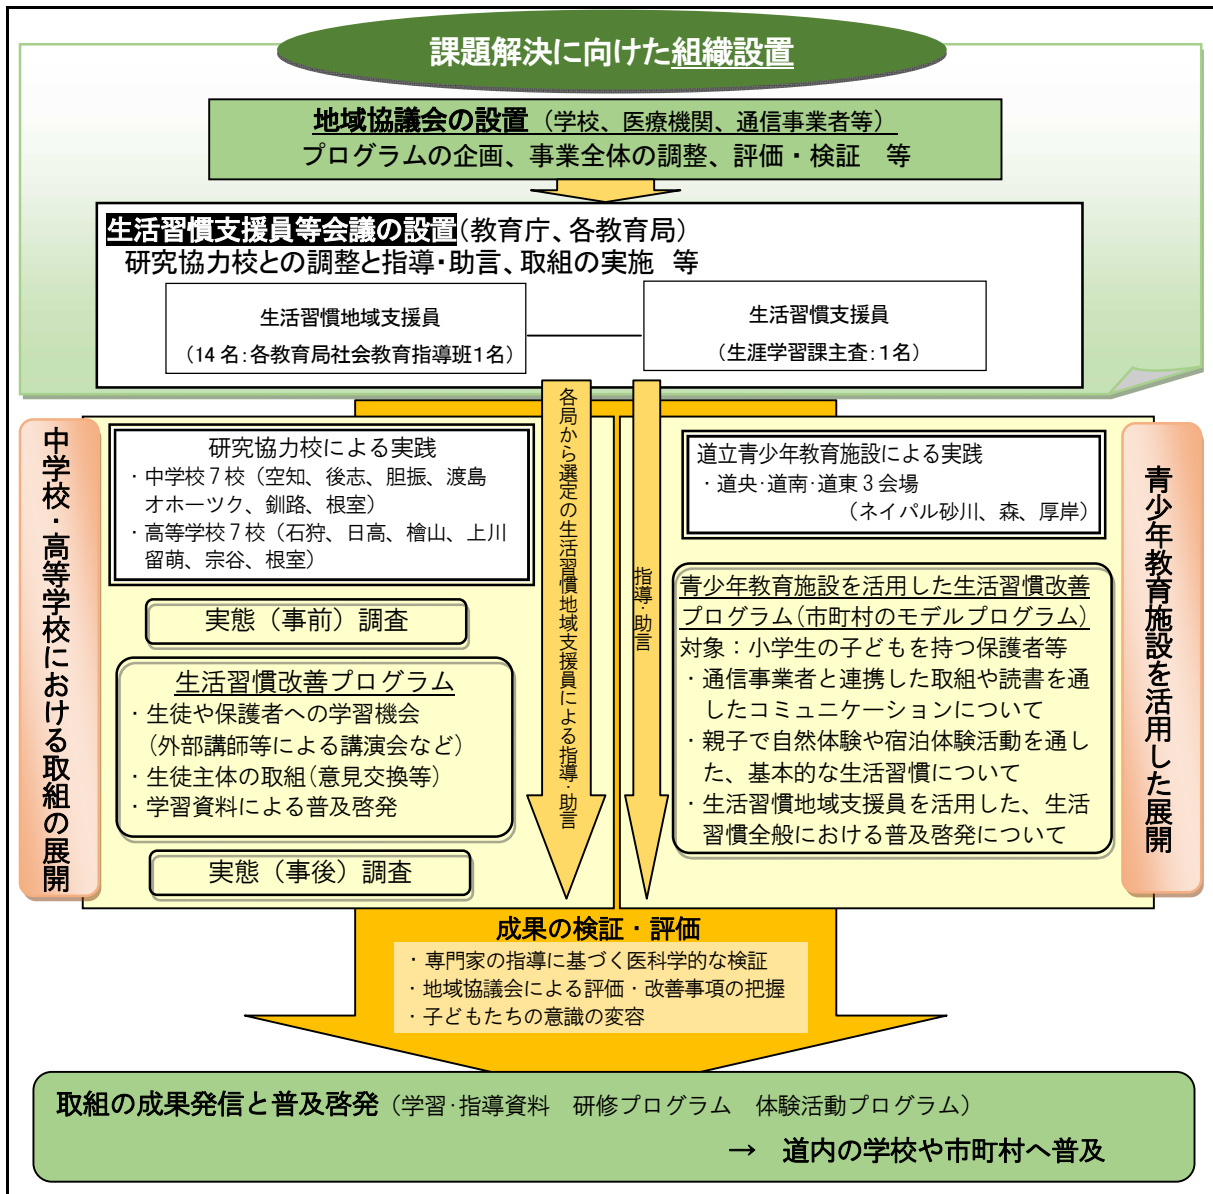 課題解決に向けた組織設置
地域協議会の設置（学校、医療機関、通信事業者等）
プログラムの企画、事業全体の調整、評価・検証　等
生活習慣支援員等会議の設置(教育庁、各教育局)
研究協力校との調整と指導・助言、取組の実施　等
生活習慣地域支援員
(14名:各教育局社会教育指導班1名)
生活習慣支援員
(生涯学習課主査:1名)
中学校・高等学校における取組の展開
研究協力校による実践
・中学校７校（空知、後志、胆振、渡島
オホーツク、釧路、根室）
・高等学校７校（石狩、日高、檜山、上川
留萌、宗谷、根室）
実態（事前）調査
生活習慣改善プログラム
・生徒や保護者への学習機会
(外部講師等による講演会など)
・生徒主体の取組(意見交換等)
・学習資料による普及啓発
実態（事後）調査
各局から選定の生活習慣地域支援員による指導・助言
指導・助言
道立青少年教育施設による実践
・道央・道南・道東３会場
（ネイパル砂川、森、厚岸）
青少年教育施設を活用した生活習慣改善
プログラム(市町村のモデルプログラム)
対象：小学生の子どもを持つ保護者等
・通信事業者と連携した取組や読書を通
したコミュニケーションについて
・親子で自然体験や宿泊体験活動を通し
た、基本的な生活習慣について
・生活習慣地域支援員を活用した、生活
習慣全般における普及啓発について
青少年教育施設を活用した展開
成果の検証・評価
・専門家の指導に基づく医科学的な検証
・地域協議会による評価・改善事項の把握
・子どもたちの意識の変容
取組の成果発信と普及啓発（学習・指導資料　研修プログラム　体験活動プログラム）
→　道内の学校や市町村へ普及